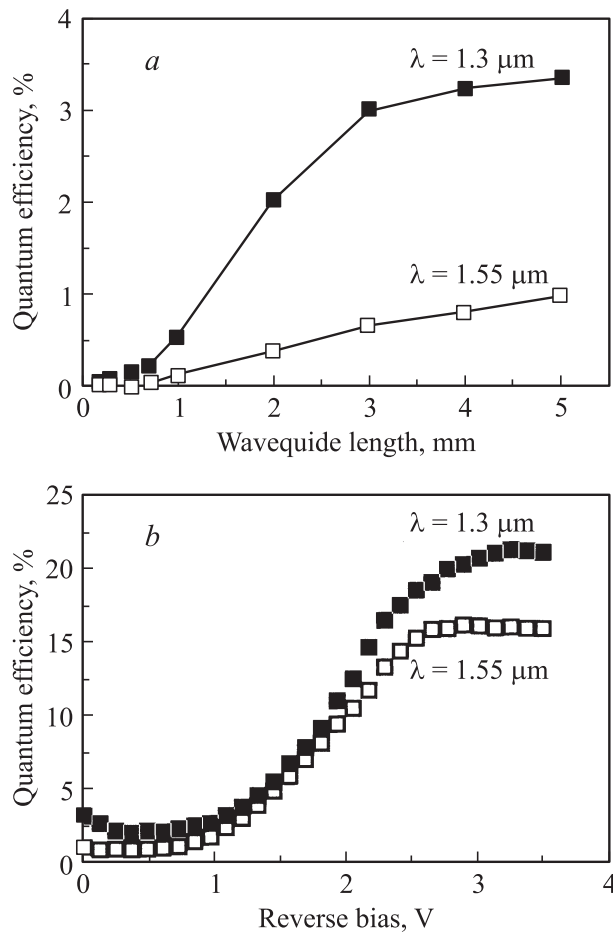 4
a
λ = 1.3 μm
3
Quantum efficiency, %
2
λ = 1.55 μm
1
0
0 1 2 3 4 5
Wavequide length, mm
25
b
λ = 1.3 μm
20
Quantum efficiency, %
15
λ = 1.55 μm
10
5
0
0 1 2 3 4
Reverse bias, V